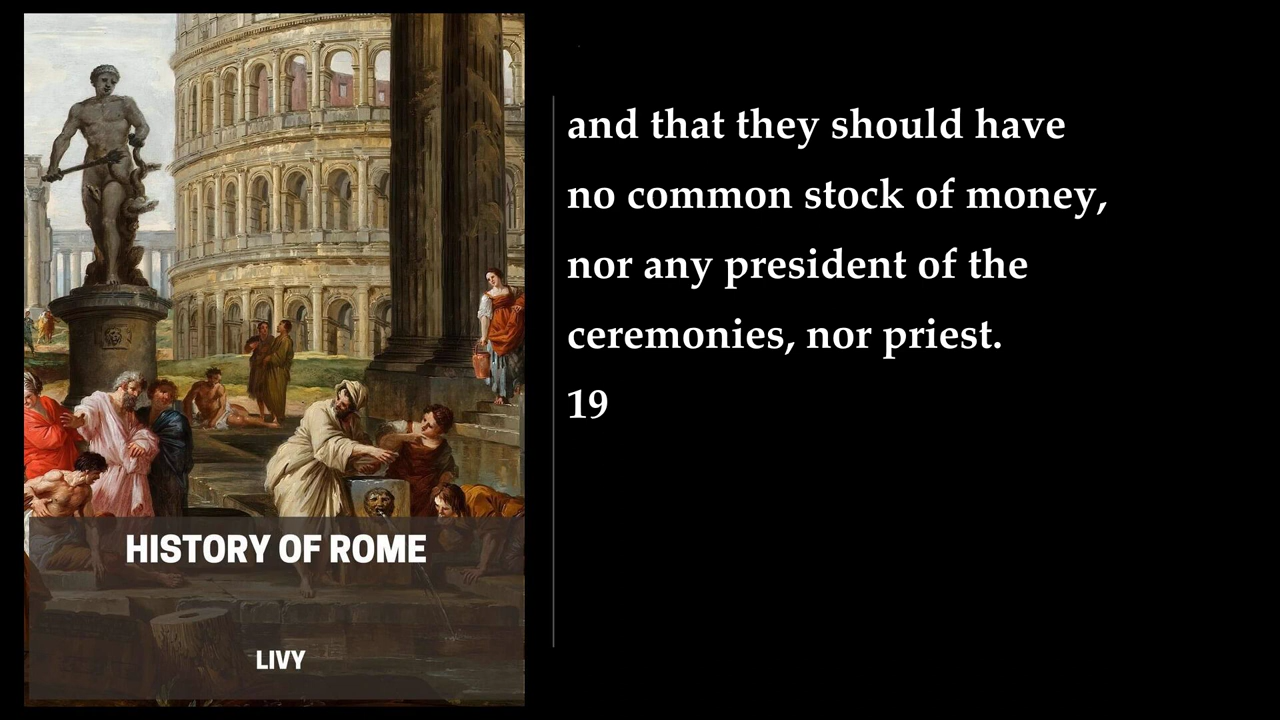 and that they should have
no common stock of money,
nor any president of the
ceremonies, nor priest.
19
HISTORY OF ROME
LIVY